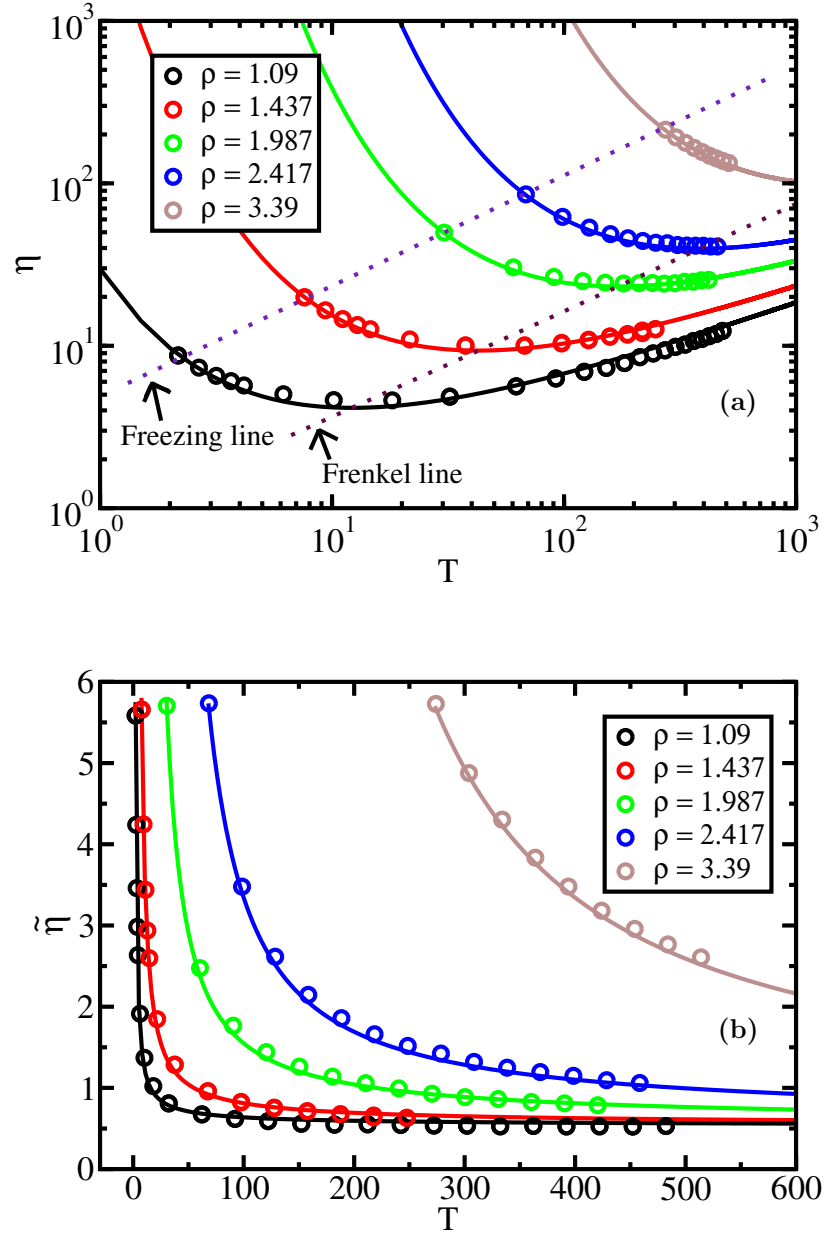 10³
ρ = 1.09
ρ = 1.437
ρ = 1.987
ρ = 2.417
ρ = 3.39
10²
η
10¹
(a)
Freezing line
Frenkel line
10⁰
10⁰ 10¹ 10² 10³
T
6
ρ = 1.09
ρ = 1.437
ρ = 1.987
ρ = 2.417
ρ = 3.39
5
4
η̃
3
2
(b)
1
0
0 100 200 300 400 500 600
T